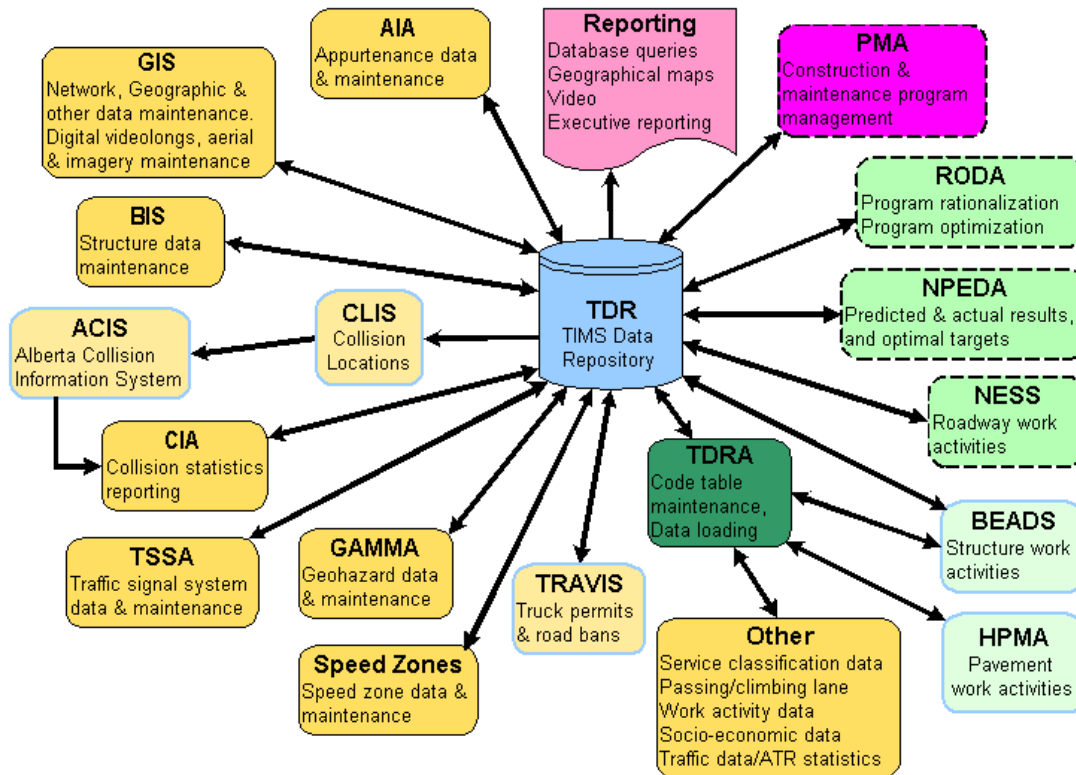 AIA
Appurtenance data
& maintenance
Reporting
Database queries
Geographical maps
Video
Executive reporting
PMA
Construction &
maintenance program
management
GIS
Network, Geographic &
other data maintenance.
Digital videolongs, aerial
& imagery maintenance
RODA
Program rationalization
Program optimization
BIS
Structure data
maintenance
NPEDA
Predicted & actual results,
and optimal targets
TDR
TIMS Data
Repository
CLIS
Collision
Locations
ACIS
Alberta Collision
Information System
NESS
Roadway work
activities
CIA
Collision statistics
reporting
TDRA
Code table
maintenance,
Data loading
BEADS
Structure work
activities
TSSA
Traffic signal system
data & maintenance
GAMMA
Geohazard data
& maintenance
TRAVIS
Truck permits
& road bans
HPMA
Pavement
work activities
Speed Zones
Speed zone data &
maintenance
Other
Service classification data
Passing/climbing lane
Work activity data
Socio-economic data
Traffic data/ATR statistics